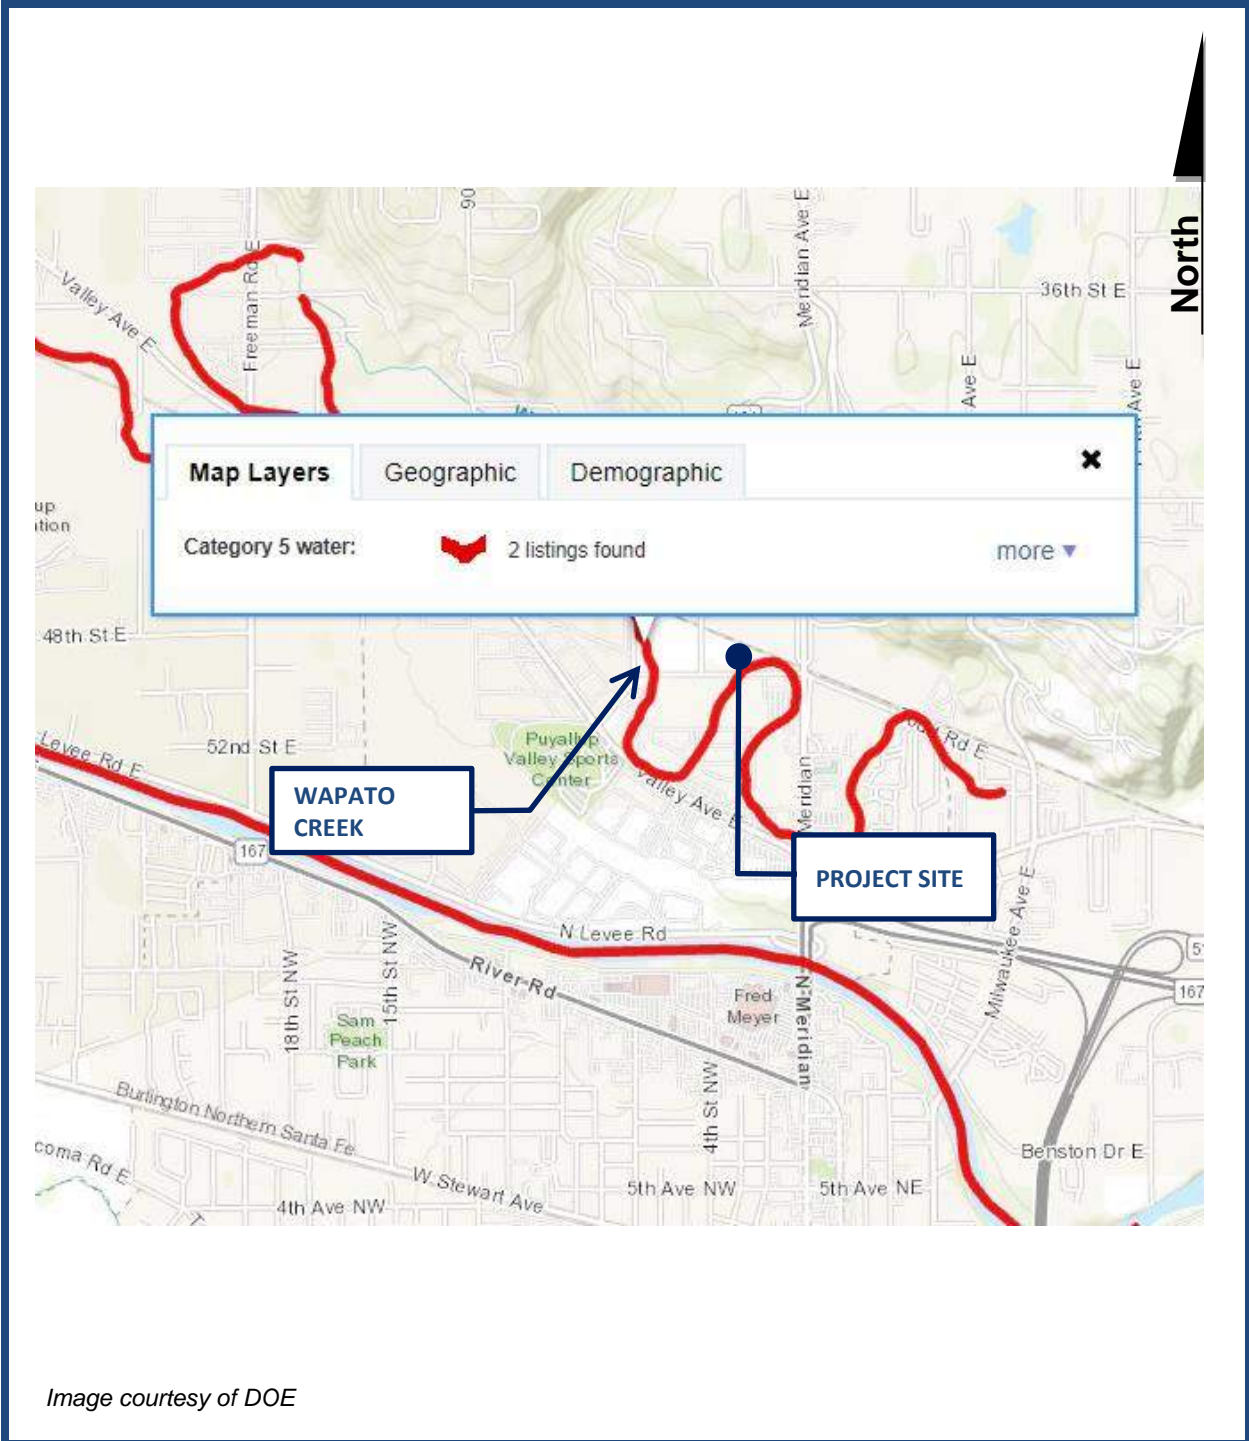 North
90
Meridian Ave E
36th St E
Freeman Rd E
Valley Ave E
Ave E
Ave E
Map Layers
Geographic
Demographic
Category 5 water:
2 listings found
more
up
tion
48th St E
52nd St E
Levee Rd E
Puyallup
Valley Sports
Center
Valley Ave E
Meridian
Rd E
WAPATO
CREEK
167
PROJECT SITE
N Levee Rd
River Rd
15th St NW
18th St NW
Sam
Peach
Park
Fred
Meyer
N Meridian
Milwaukee Ave E
5
167
4th St NW
Burlington Northern Santa Fe
coma Rd E
W Stewart Ave
4th Ave NW
5th Ave NW
5th Ave NE
Benston Dr E
Image courtesy of DOE